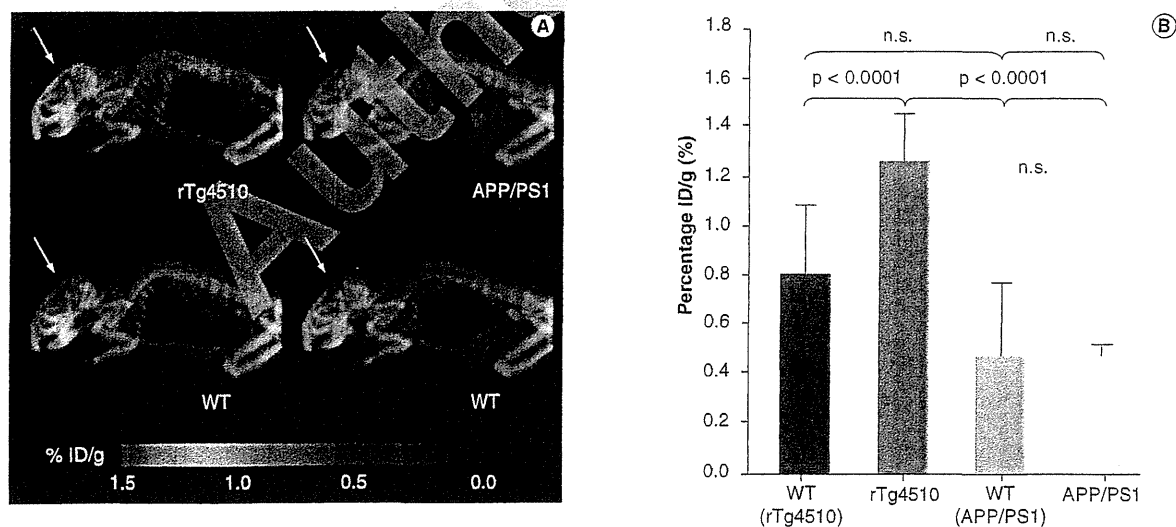 A
rTg4510
APP/PS1
WT
WT
% ID/g
1.5 1.0 0.5 0.0
B
Percentage ID/g (%)
1.8
1.6
1.4
1.2
1.0
0.8
0.6
0.4
0.2
0.0
n.s.
n.s.
p < 0.0001
p < 0.0001
n.s.
WT
(rTg4510)
rTg4510
WT
(APP/PS1)
APP/PS1